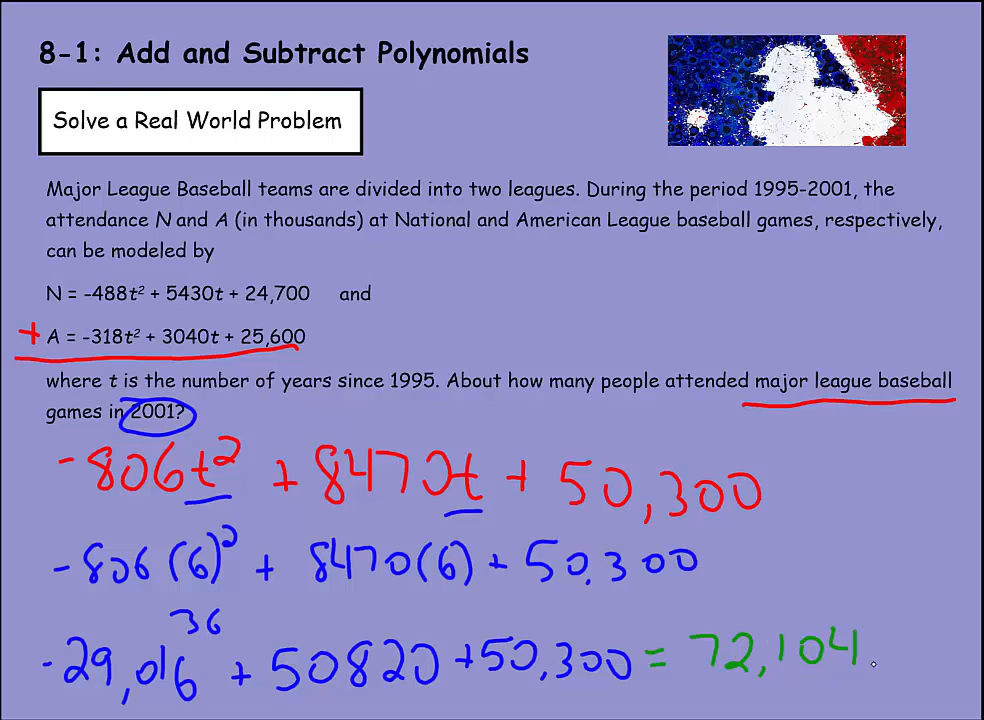 8-1: Add and Subtract Polynomials
Solve a Real World Problem
Major League Baseball teams are divided into two leagues. During the period 1995-2001, the
attendance N and A (in thousands) at National and American League baseball games, respectively,
can be modeled by
N = -488t² + 5430t + 24,700 and
+ A = -318t² + 3040t + 25,600
where t is the number of years since 1995. About how many people attended major league baseball
games in 2001?
-806t² + 8470t + 50,300
-806(6)² + 8470(6) + 50,300
36
-29,016 + 50820 + 50,300 = 72,104